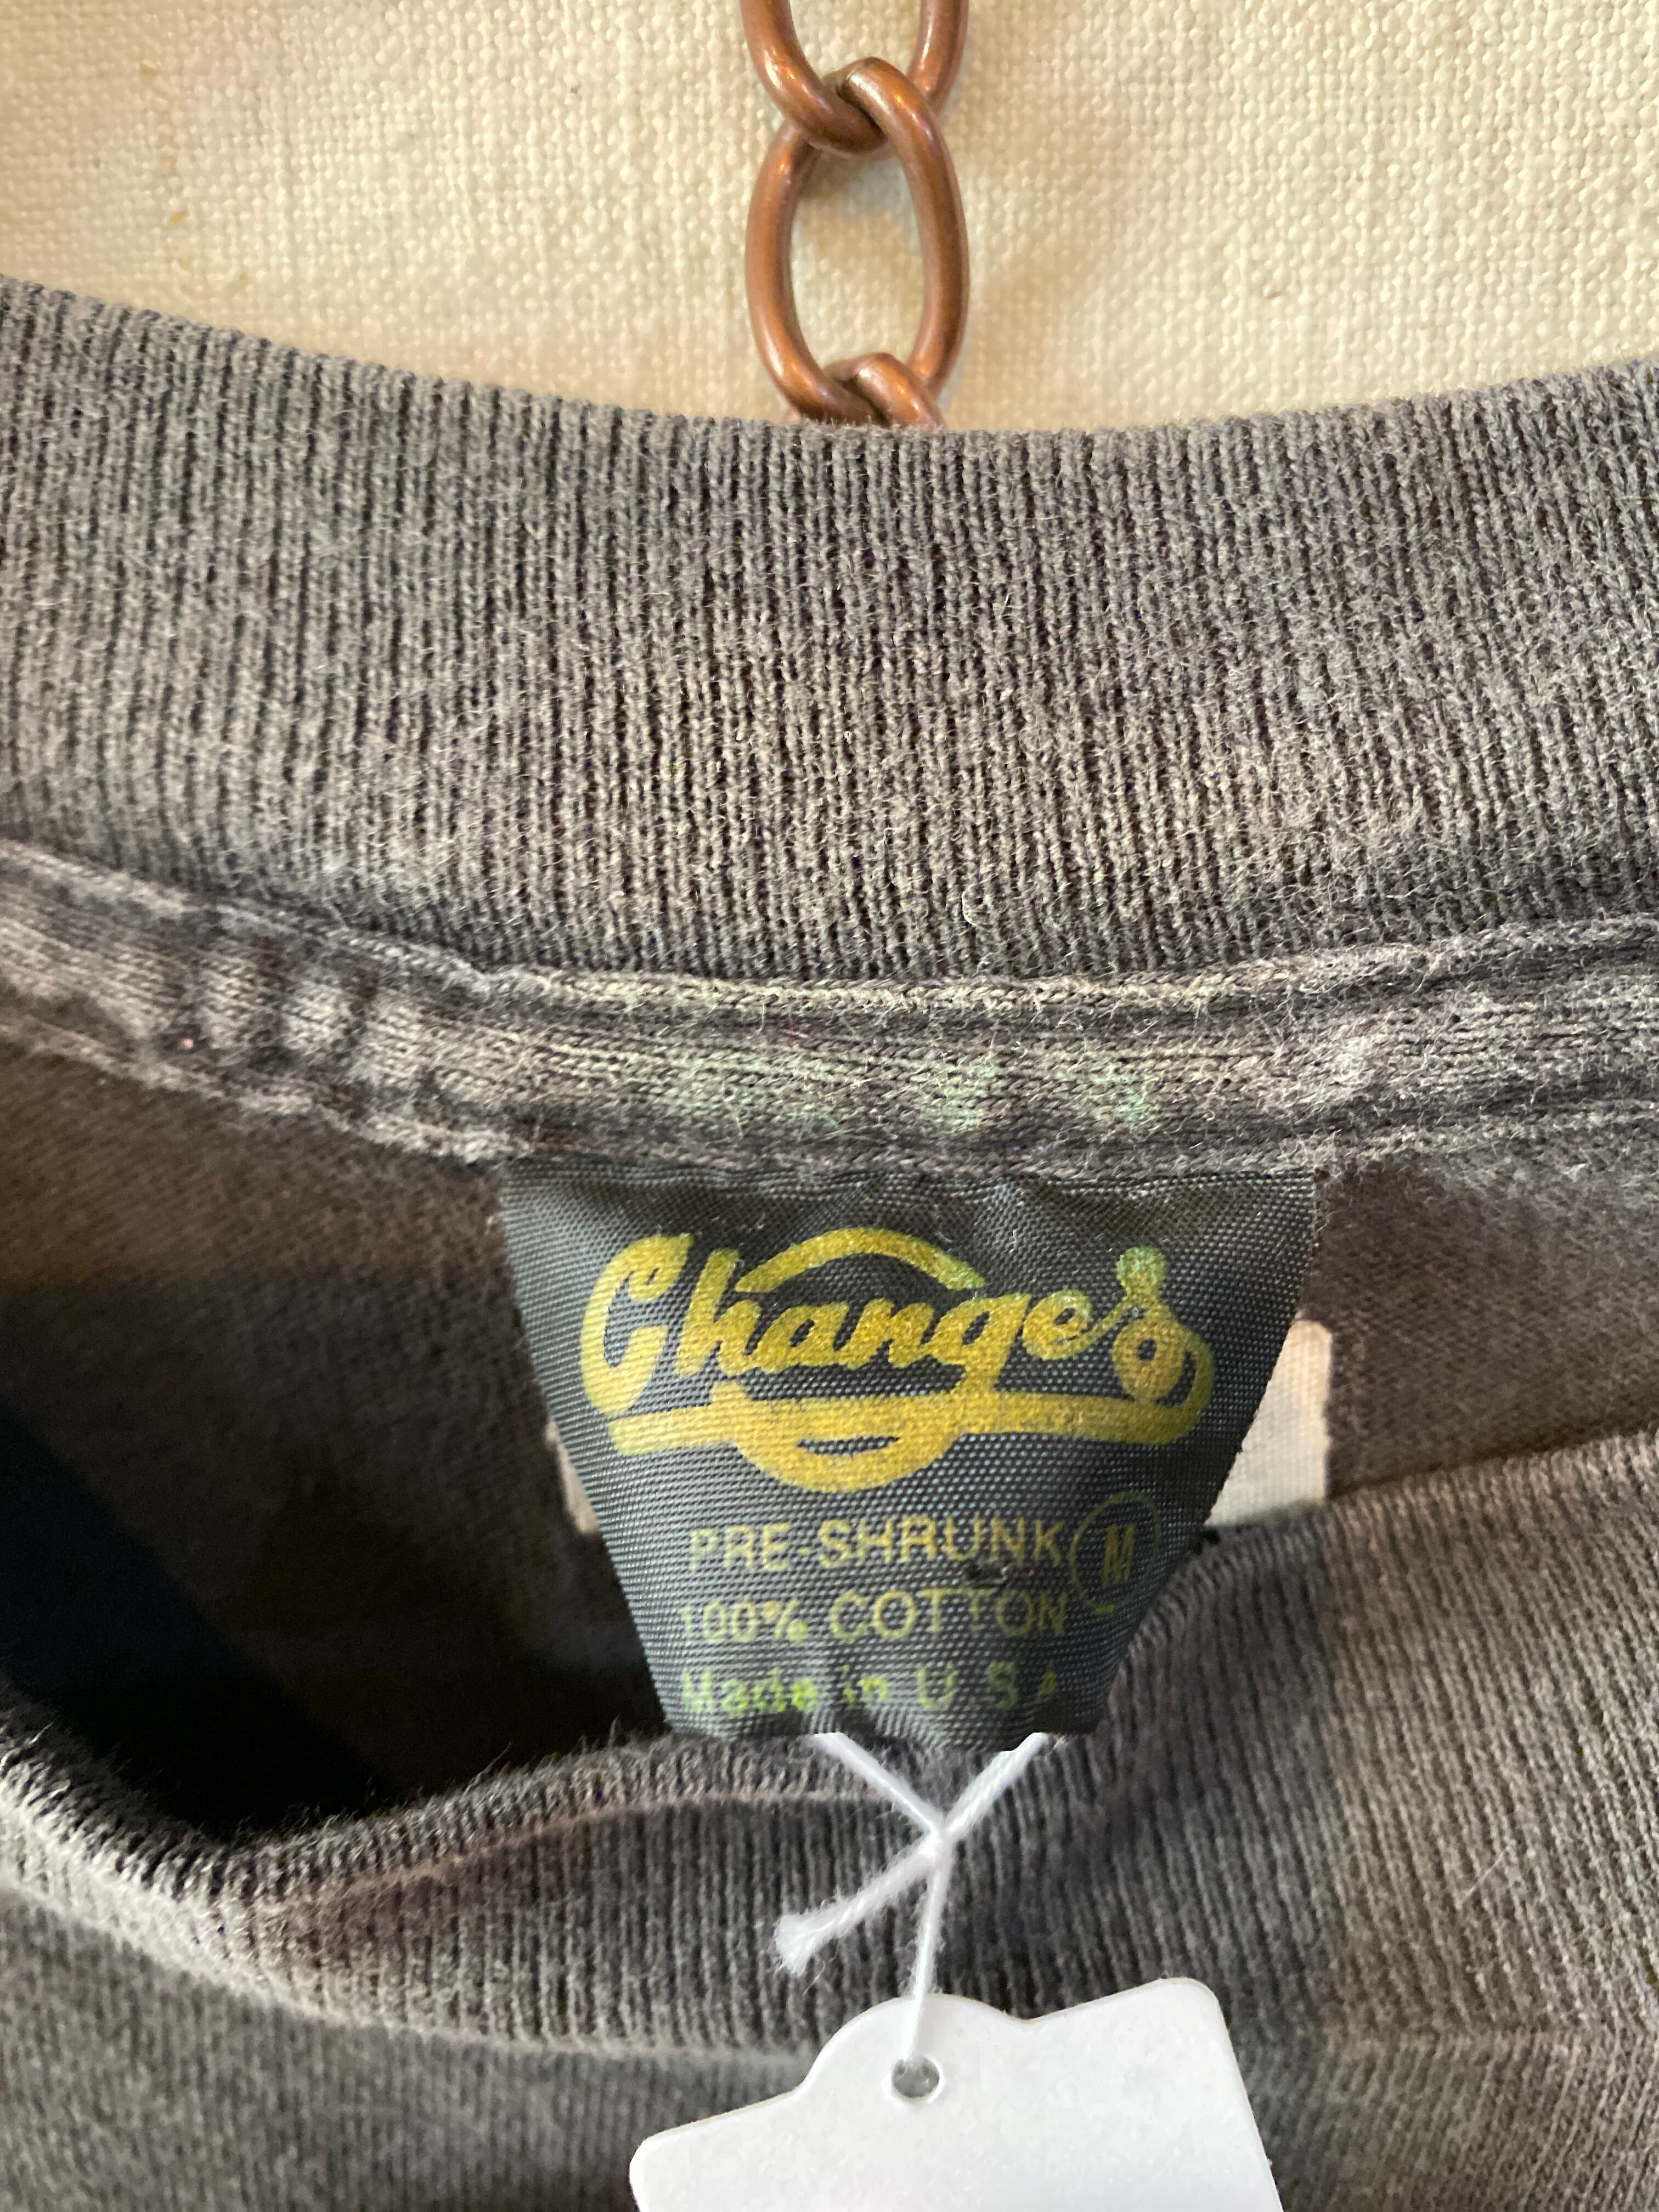 Changes
PRE-SHRUNK M
100% COTTON
Made in U.S.A